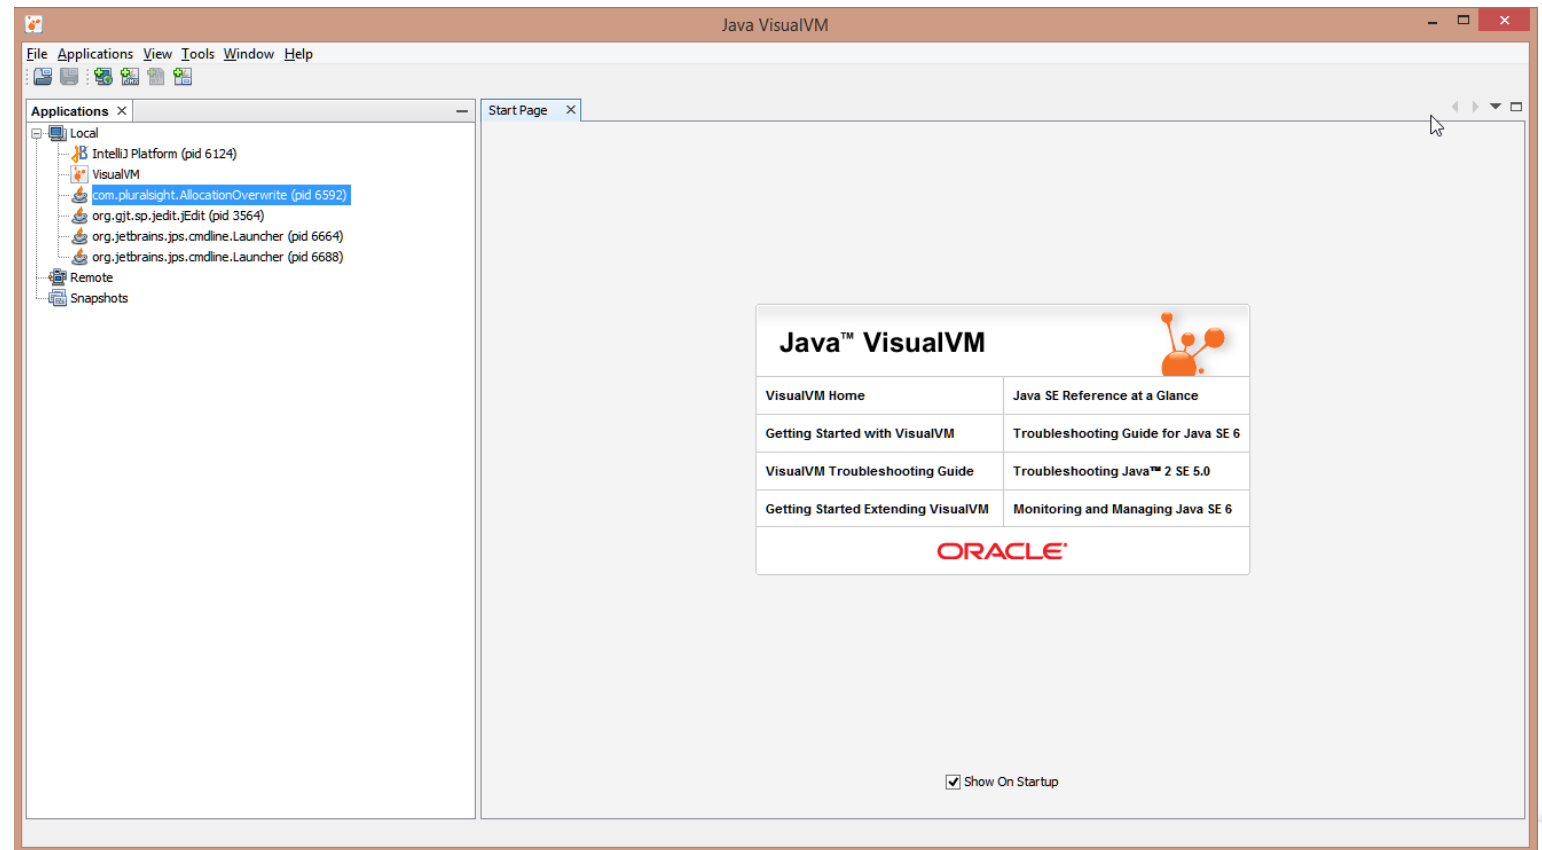 Java VisualVM
File Applications View Tools Window Help
Applications
Start Page
Local
IntelliJ Platform (pid 6124)
VisualVM
com.pluralsight.AllocationOverwrite (pid 6592)
org.gjt.sp.jedit.jEdit (pid 3564)
org.jetbrains.jps.cmdline.Launcher (pid 6664)
org.jetbrains.jps.cmdline.Launcher (pid 6688)
Remote
Snapshots
Java™ VisualVM
VisualVM Home
Java SE Reference at a Glance
Getting Started with VisualVM
Troubleshooting Guide for Java SE 6
VisualVM Troubleshooting Guide
Troubleshooting Java™ 2 SE 5.0
Getting Started Extending VisualVM
Monitoring and Managing Java SE 6
ORACLE
Show On Startup